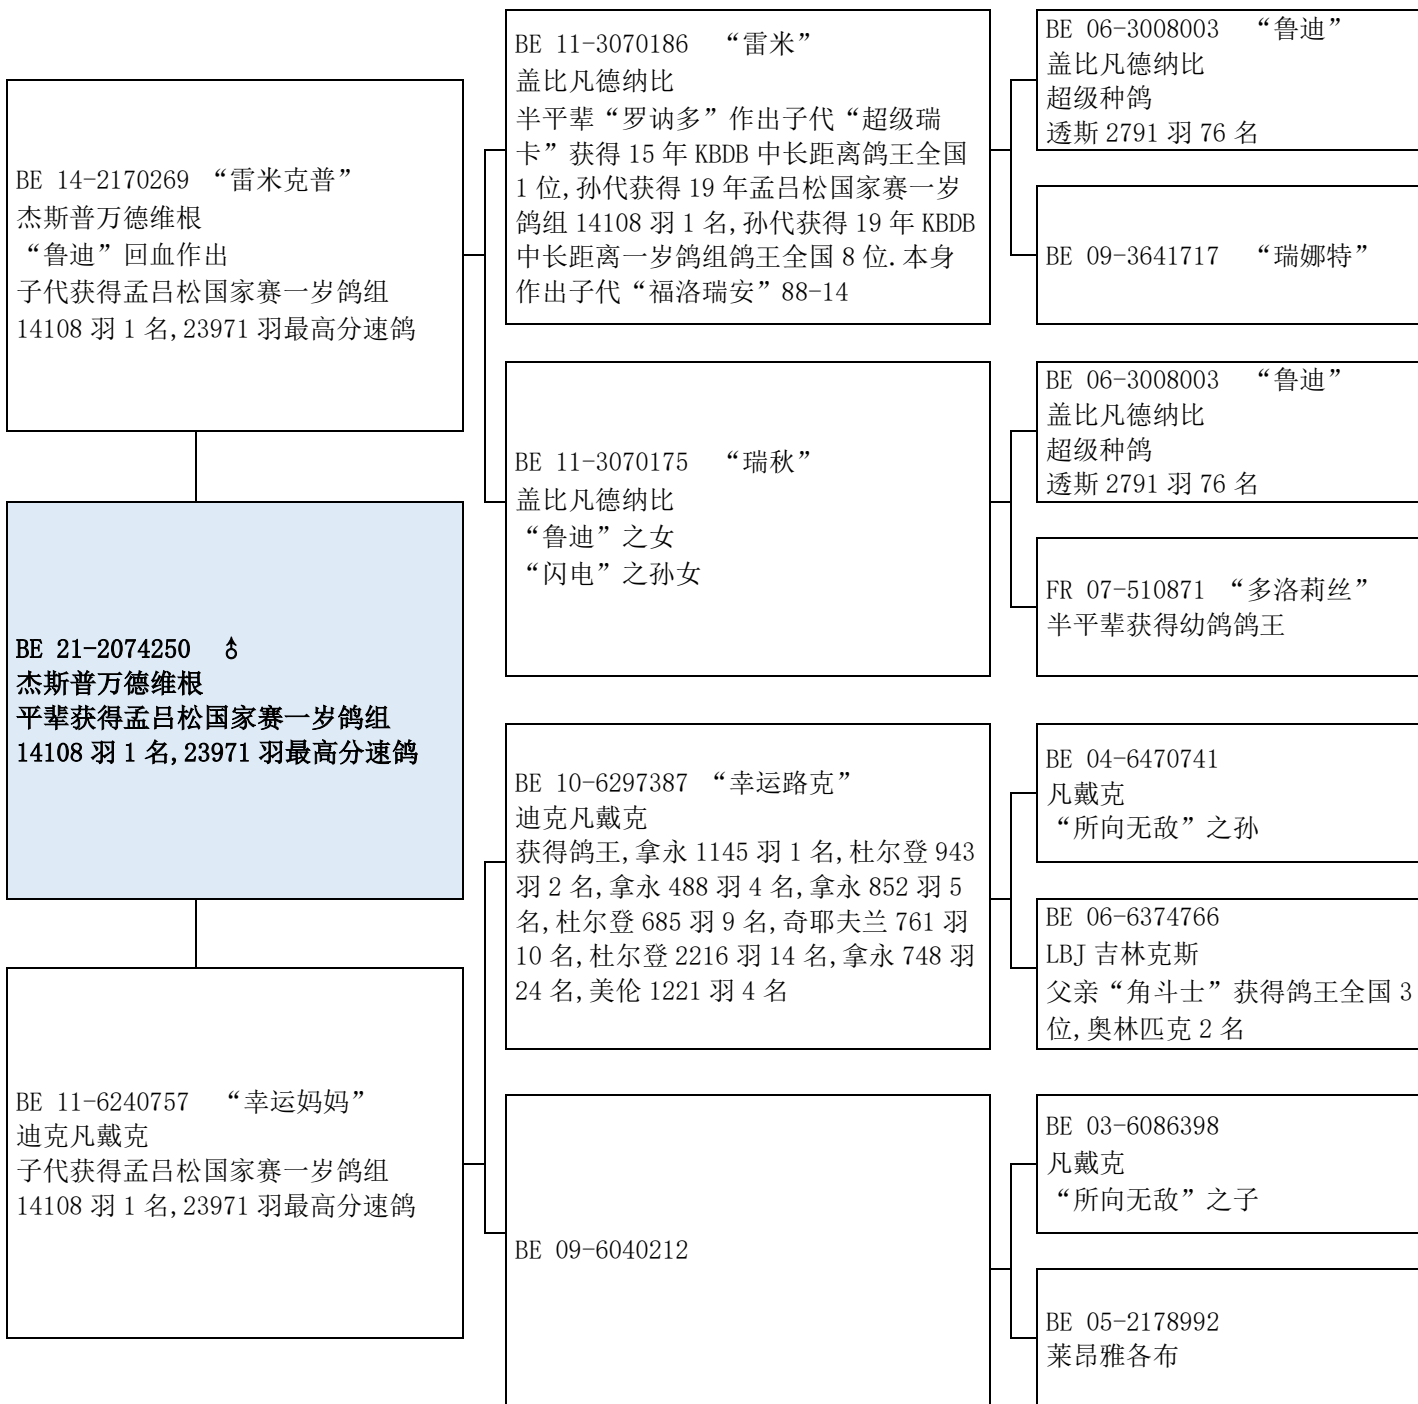 BE 14-2170269 “雷米克普”
杰斯普万德维根
“鲁迪”回血作出
子代获得孟吕松国家赛一岁鸽组
14108 羽 1 名,23971 羽最高分速鸽
BE 21-2074250 ♂
杰斯普万德维根
平辈获得孟吕松国家赛一岁鸽组
14108 羽 1 名,23971 羽最高分速鸽
BE 11-6240757 “幸运妈妈”
迪克凡戴克
子代获得孟吕松国家赛一岁鸽组
14108 羽 1 名,23971 羽最高分速鸽
BE 11-3070186 “雷米”
盖比凡德纳比
半平辈“罗讷多”作出子代“超级瑞
卡”获得 15 年 KBDB 中长距离鸽王全国
1 位,孙代获得 19 年孟吕松国家赛一岁
鸽组 14108 羽 1 名,孙代获得 19 年 KBDB
中长距离一岁鸽组鸽王全国 8 位.本身
作出子代“福洛瑞安”88-14
BE 11-3070175 “瑞秋”
盖比凡德纳比
“鲁迪”之女
“闪电”之孙女
BE 10-6297387 “幸运路克”
迪克凡戴克
获得鸽王,拿永 1145 羽 1 名,杜尔登 943
羽 2 名,拿永 488 羽 4 名,拿永 852 羽 5
名,杜尔登 685 羽 9 名,奇耶夫兰 761 羽
10 名,杜尔登 2216 羽 14 名,拿永 748 羽
24 名,美伦 1221 羽 4 名
BE 09-6040212
BE 06-3008003 “鲁迪”
盖比凡德纳比
超级种鸽
透斯 2791 羽 76 名
BE 09-3641717 “瑞娜特”
BE 06-3008003 “鲁迪”
盖比凡德纳比
超级种鸽
透斯 2791 羽 76 名
FR 07-510871 “多洛莉丝”
半平辈获得幼鸽鸽王
BE 04-6470741
凡戴克
“所向无敌”之孙
BE 06-6374766
LBJ 吉林克斯
父亲“角斗士”获得鸽王全国 3
位,奥林匹克 2 名
BE 03-6086398
凡戴克
“所向无敌”之子
BE 05-2178992
莱昂雅各布